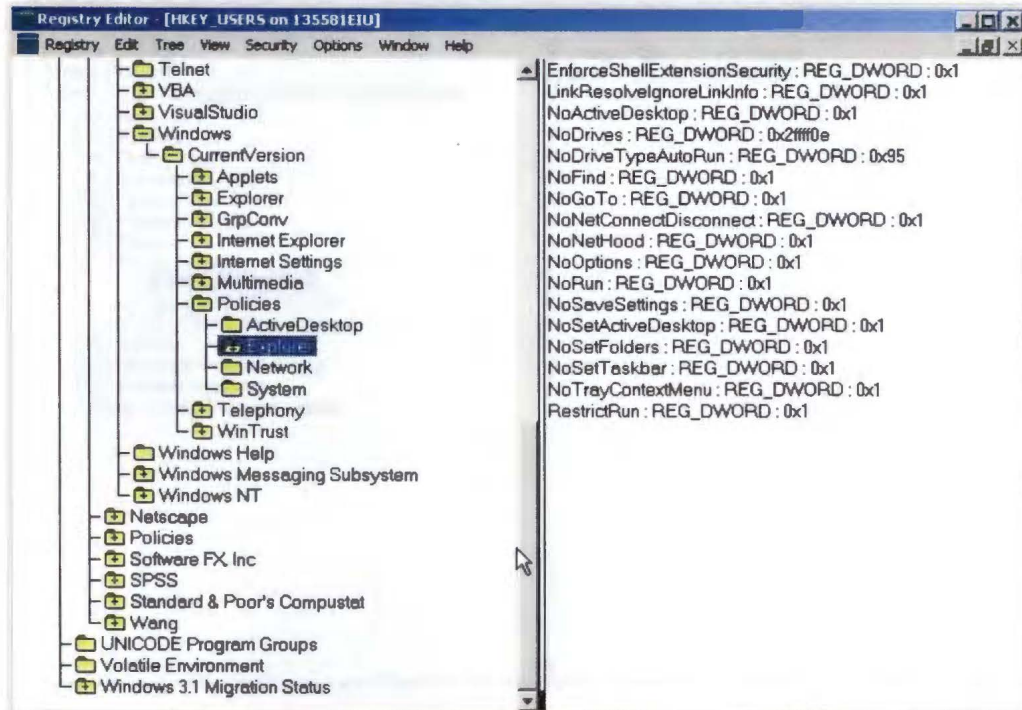 Registry Editor - [HKEY_USERS on 135581EIU]
Registry Edit Tree View Security Options Window Help
Telnet
VBA
VisualStudio
Windows
CurrentVersion
Applets
Explorer
GrpConv
Internet Explorer
Internet Settings
Multimedia
Policies
ActiveDesktop
Explorer
Network
System
Telephony
WinTrust
Windows Help
Windows Messaging Subsystem
Windows NT
Netscape
Policies
Software FX, Inc
SPSS
Standard & Poor's Compustat
Wang
UNICODE Program Groups
Volatile Environment
Windows 3.1 Migration Status
EnforceShellExtensionSecurity : REG_DWORD : 0x1
LinkResolveIgnoreLinkInfo : REG_DWORD : 0x1
NoActiveDesktop : REG_DWORD : 0x1
NoDrives : REG_DWORD : 0x2ffff0e
NoDriveTypeAutoRun : REG_DWORD : 0x95
NoFind : REG_DWORD : 0x1
NoGoTo : REG_DWORD : 0x1
NoNetConnectDisconnect : REG_DWORD : 0x1
NoNetHood : REG_DWORD : 0x1
NoOptions : REG_DWORD : 0x1
NoRun : REG_DWORD : 0x1
NoSaveSettings : REG_DWORD : 0x1
NoSetActiveDesktop : REG_DWORD : 0x1
NoSetFolders : REG_DWORD : 0x1
NoSetTaskbar : REG_DWORD : 0x1
NoTrayContextMenu : REG_DWORD : 0x1
RestrictRun : REG_DWORD : 0x1